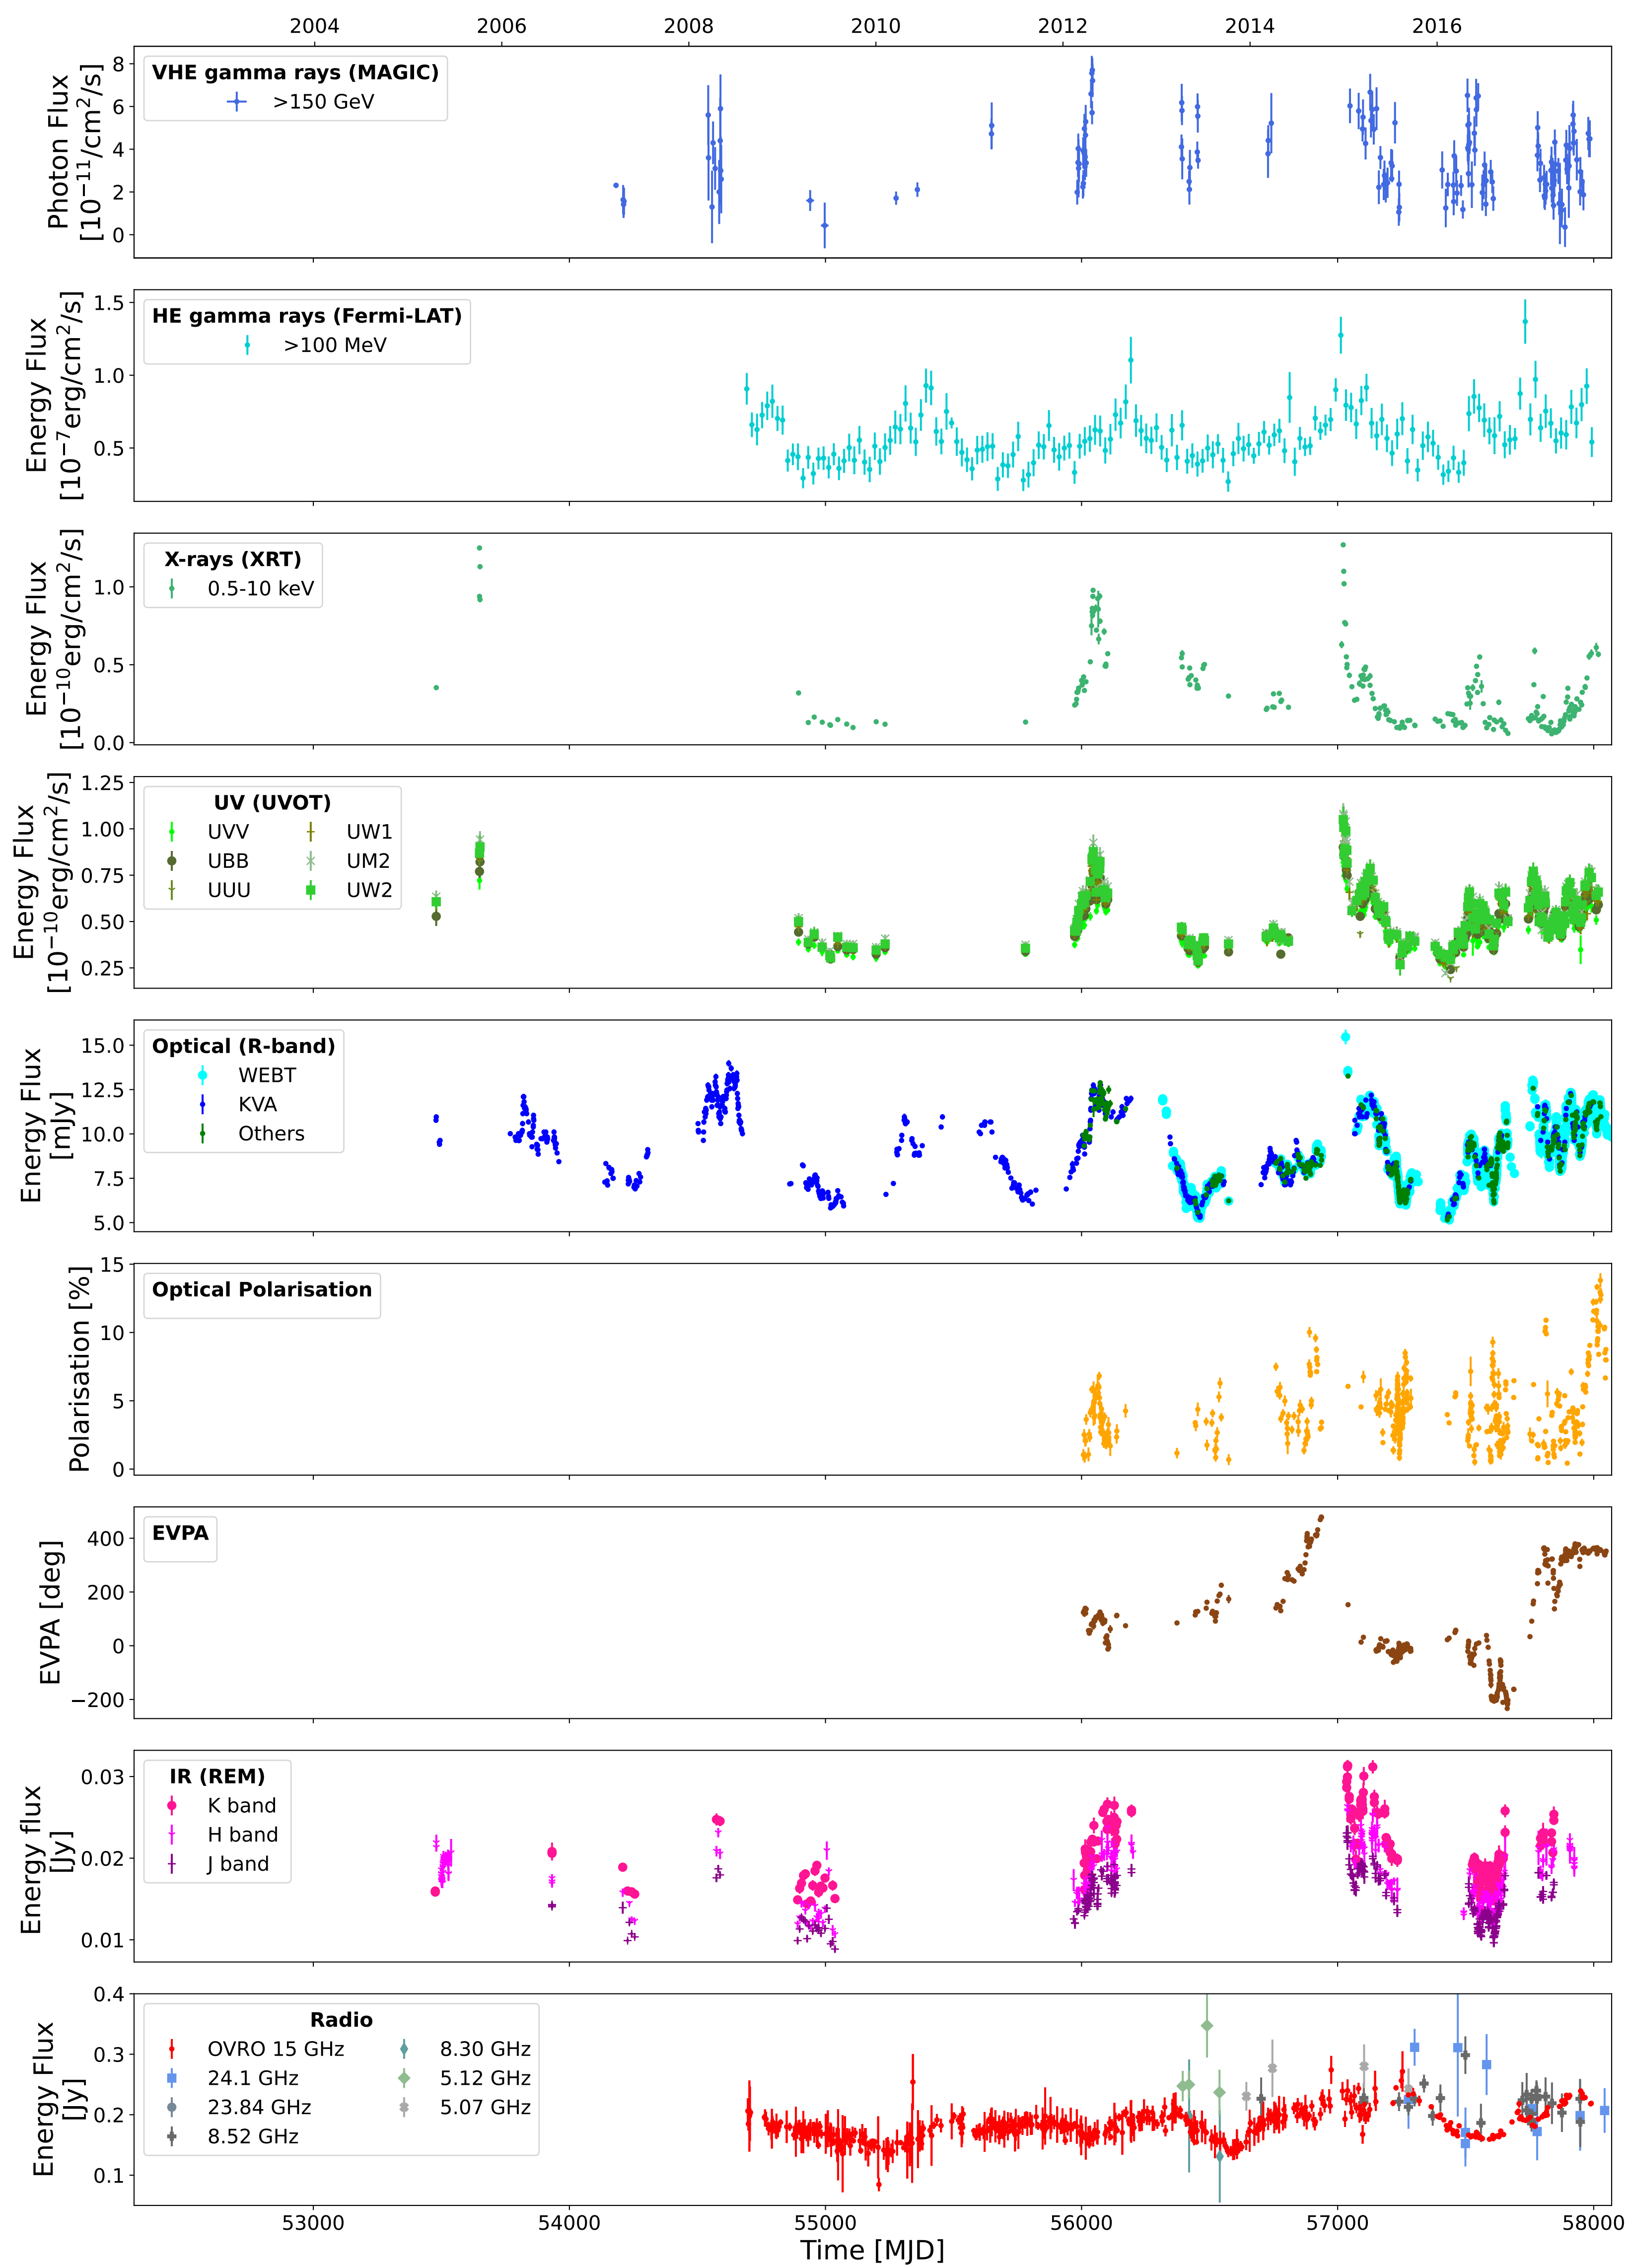 2004 2006 2008 2010 2012 2014 2016
VHE gamma rays (MAGIC)
>150 GeV
Photon Flux
[10⁻¹¹/cm²/s]
8
6
4
2
0
HE gamma rays (Fermi-LAT)
>100 MeV
Energy Flux
[10⁻⁷erg/cm²/s]
1.5
1.0
0.5
X-rays (XRT)
0.5-10 keV
Energy Flux
[10⁻¹⁰erg/cm²/s]
1.0
0.5
0.0
UV (UVOT)
UVV UW1
UBB UM2
UUU UW2
Energy Flux
[10⁻¹⁰erg/cm²/s]
1.25
1.00
0.75
0.50
0.25
Optical (R-band)
WEBT
KVA
Others
Energy Flux
[mJy]
15.0
12.5
10.0
7.5
5.0
Optical Polarisation
Polarisation [%]
15
10
5
0
EVPA
EVPA [deg]
400
200
0
−200
IR (REM)
K band
H band
J band
Energy flux
[Jy]
0.03
0.02
0.01
Radio
OVRO 15 GHz 8.30 GHz
24.1 GHz 5.12 GHz
23.84 GHz 5.07 GHz
8.52 GHz
Energy Flux
[Jy]
0.4
0.3
0.2
0.1
53000 54000 55000 56000 57000 58000
Time [MJD]